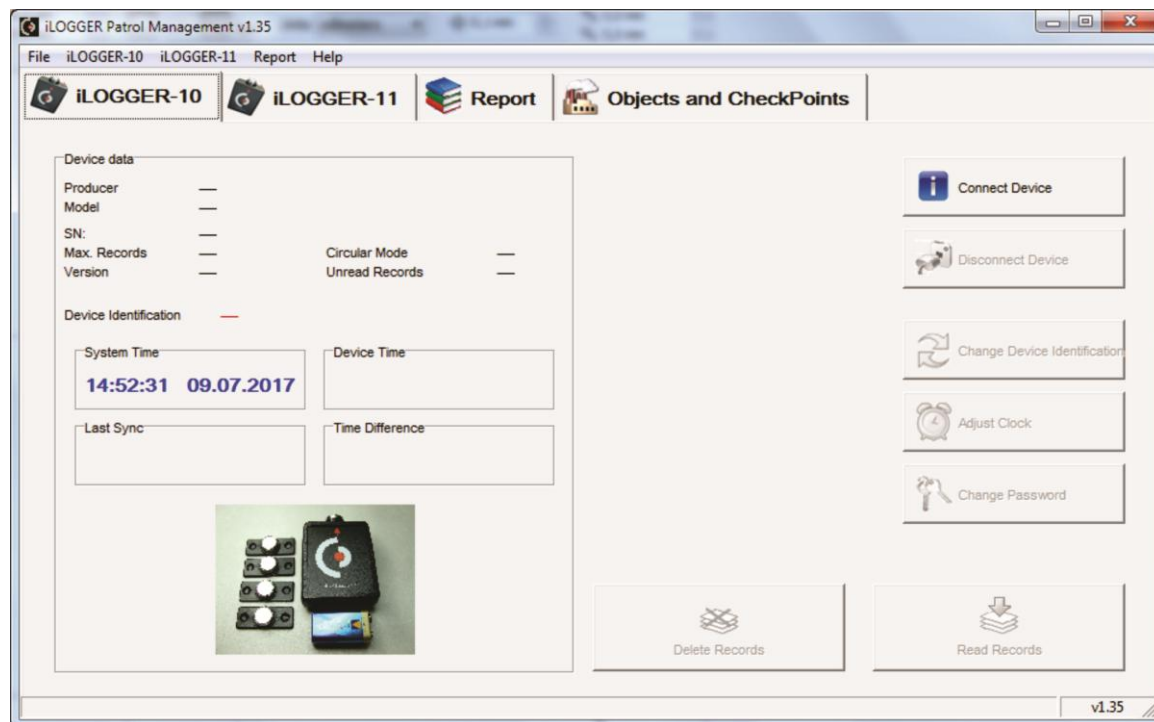 iLOGGER Patrol Management v1.35
File iLOGGER-10 iLOGGER-11 Report Help
iLOGGER-10 iLOGGER-11 Report Objects and CheckPoints
Device data
Producer —
Model —
SN: —
Max. Records — Circular Mode —
Version — Unread Records —
Device Identification —
System Time Device Time
14:52:31 09.07.2017
Last Sync Time Difference
Connect Device
Disconnect Device
Change Device Identification
Adjust Clock
Change Password
Delete Records Read Records
v1.35